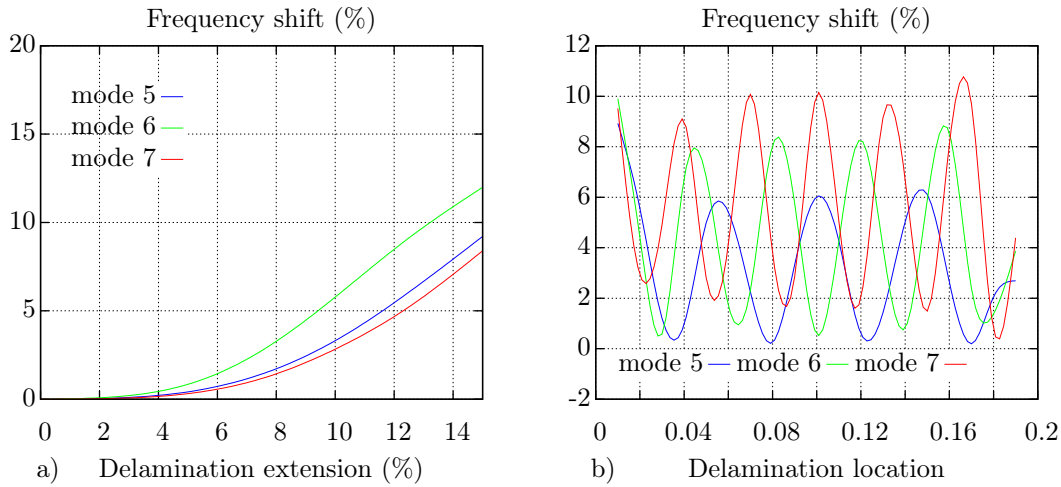 Frequency shift (%)
20
15
10
5
0
mode 5
mode 6
mode 7
0 2 4 6 8 10 12 14
a) Delamination extension (%)
Frequency shift (%)
12
10
8
6
4
2
0
-2
mode 5 mode 6 mode 7
0 0.04 0.08 0.12 0.16 0.2
b) Delamination location